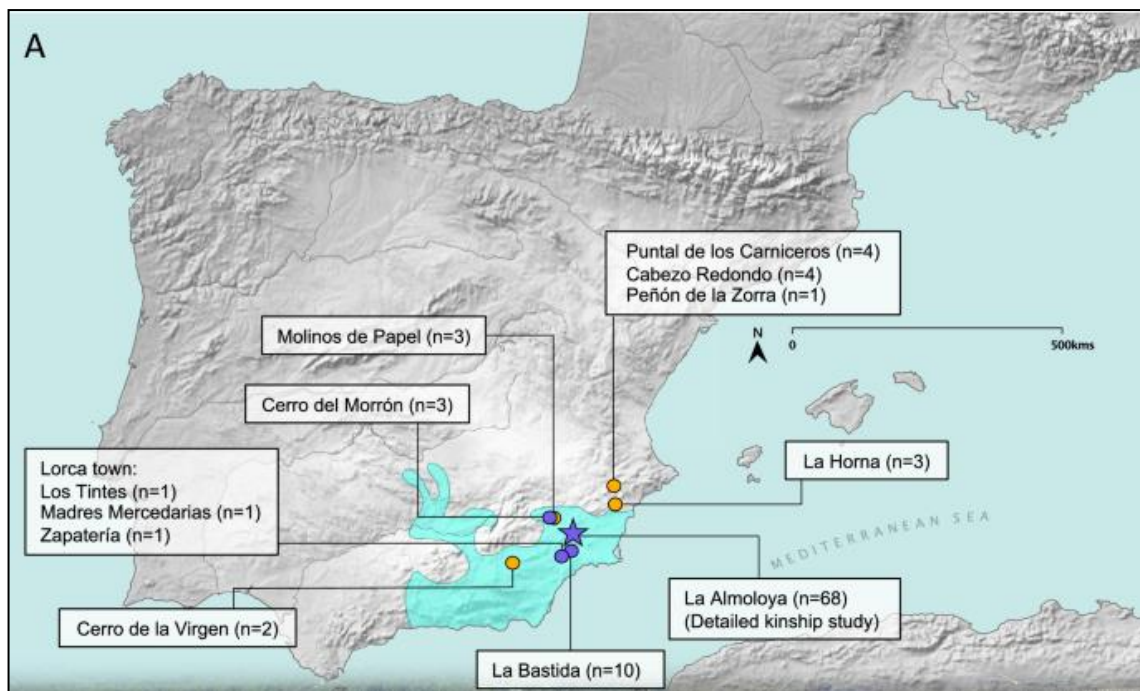 A
Puntal de los Carniceros (n=4)
Cabezo Redondo (n=4)
Peñón de la Zorra (n=1)
Molinos de Papel (n=3)
N
0
500kms
Cerro del Morrón (n=3)
Lorca town:
Los Tintes (n=1)
Madres Mercedarias (n=1)
Zapatería (n=1)
La Horna (n=3)
MEDITERRANEAN SEA
La Almoloya (n=68)
(Detailed kinship study)
Cerro de la Virgen (n=2)
La Bastida (n=10)